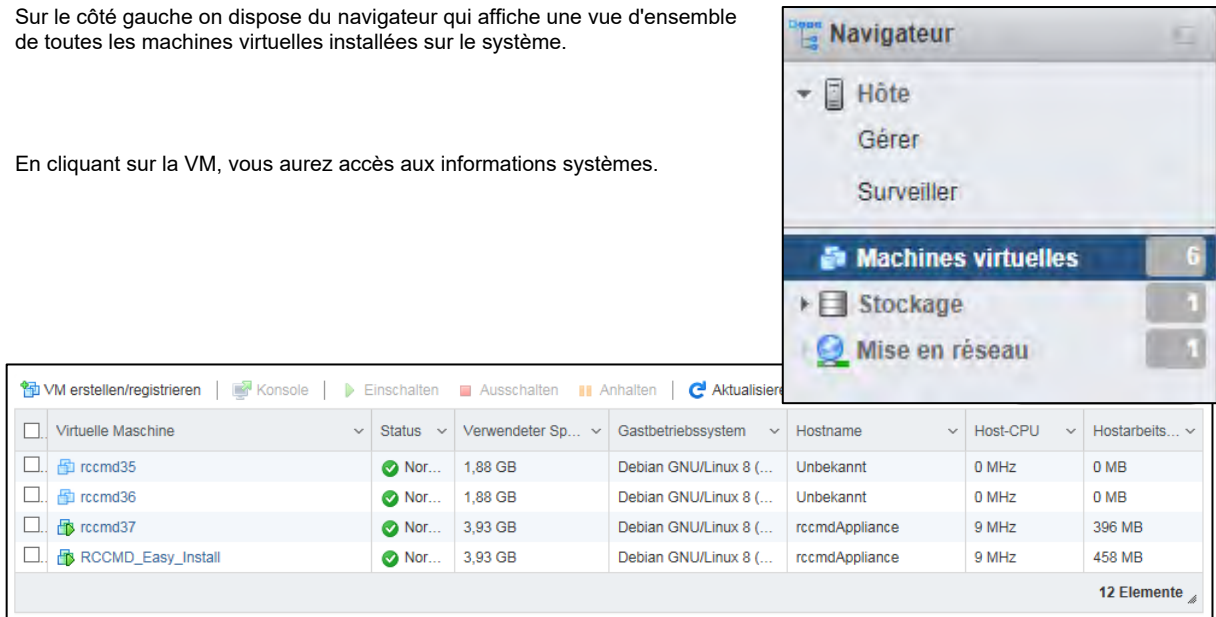 Sur le côté gauche on dispose du navigateur qui affiche une vue d'ensemble
de toutes les machines virtuelles installées sur le système.
En cliquant sur la VM, vous aurez accès aux informations systèmes.
Navigateur
Hôte
Gérer
Surveiller
Machines virtuelles 6
Stockage 1
Mise en réseau 1
VM erstellen/registrieren | Konsole | Einschalten Ausschalten Anhalten | Aktualisiere
Virtuelle Maschine Status Verwendeter Sp... Gastbetriebssystem Hostname Host-CPU Hostarbeits...
rccmd35 Nor... 1,88 GB Debian GNU/Linux 8 (... Unbekannt 0 MHz 0 MB
rccmd36 Nor... 1,88 GB Debian GNU/Linux 8 (... Unbekannt 0 MHz 0 MB
rccmd37 Nor... 3,93 GB Debian GNU/Linux 8 (... rccmdAppliance 9 MHz 396 MB
RCCMD_Easy_Install Nor... 3,93 GB Debian GNU/Linux 8 (... rccmdAppliance 9 MHz 458 MB
12 Elemente